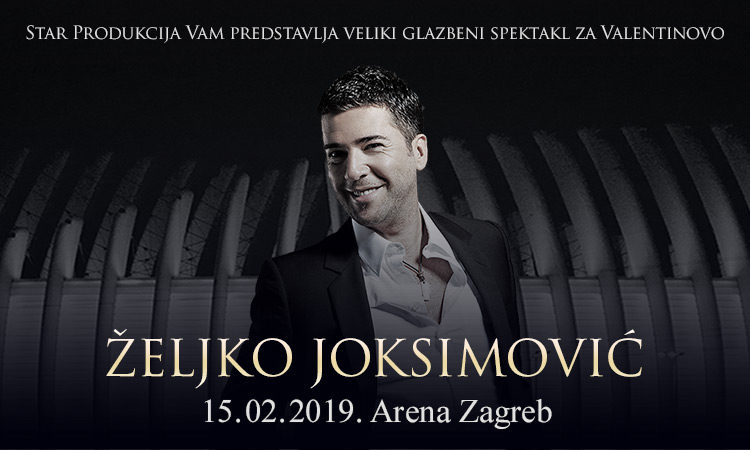 Star Produkcija Vam predstavlja veliki glazbeni spektakl za Valentinovo
ŽELJKO JOKSIMOVIĆ
15.02.2019. Arena Zagreb